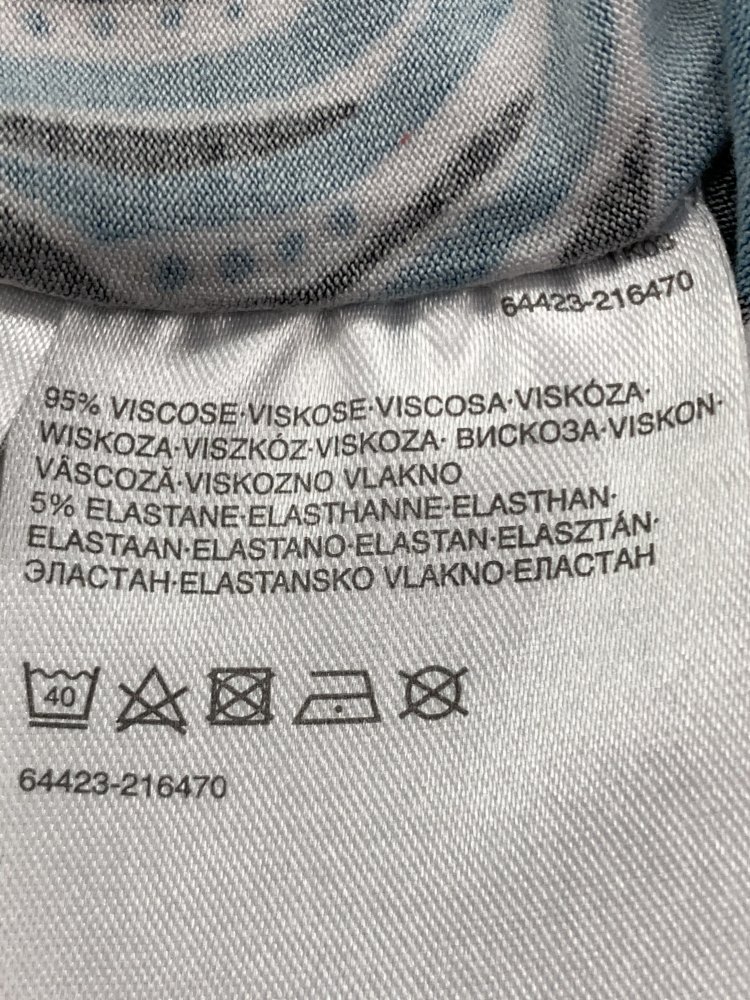 64423-216470
95% VISCOSE·VISKOSE·VISCOSA·VISKÓZA·
WISKOZA·VISZKÓZ·VISKOZA· ВИСКОЗА·VISKON·
VÂSCOZĂ·VISKOZNO VLAKNO
5% ELASTANE·ELASTHANNE·ELASTHAN·
ELASTAAN·ELASTANO·ELASTAN·ELASZTÁN·
ЭЛАСТАН·ELASTANSKO VLAKNO·ЕЛАСТАН
40
64423-216470